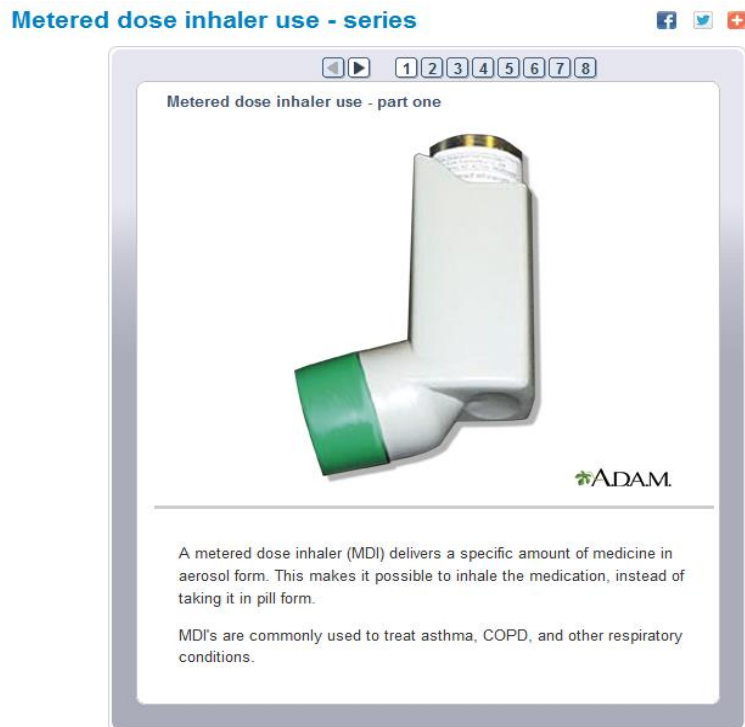 Metered dose inhaler use - series
1 2 3 4 5 6 7 8
Metered dose inhaler use - part one
A.D.A.M.
A metered dose inhaler (MDI) delivers a specific amount of medicine in
aerosol form. This makes it possible to inhale the medication, instead of
taking it in pill form.
MDI's are commonly used to treat asthma, COPD, and other respiratory
conditions.